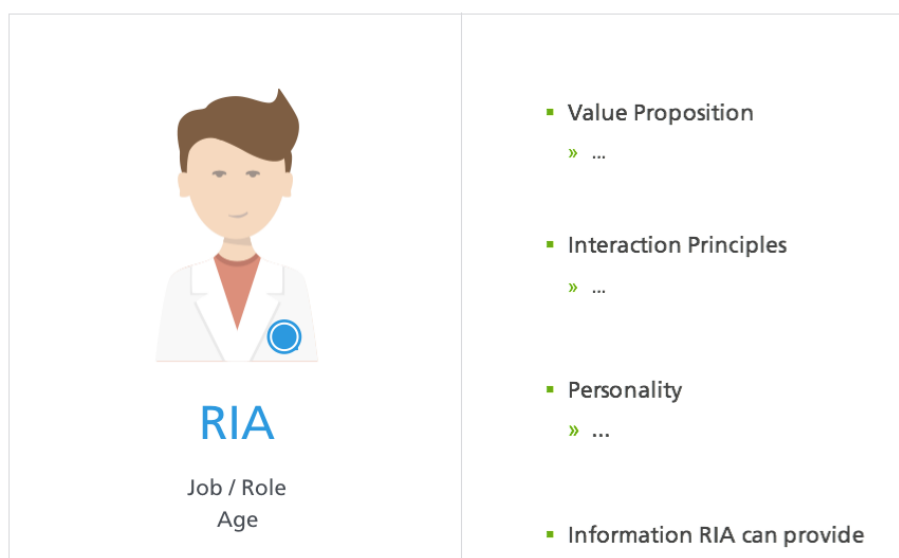 RIA
Job / Role
Age
▪ Value Proposition
» ...
▪ Interaction Principles
» ...
▪ Personality
» ...
▪ Information RIA can provide